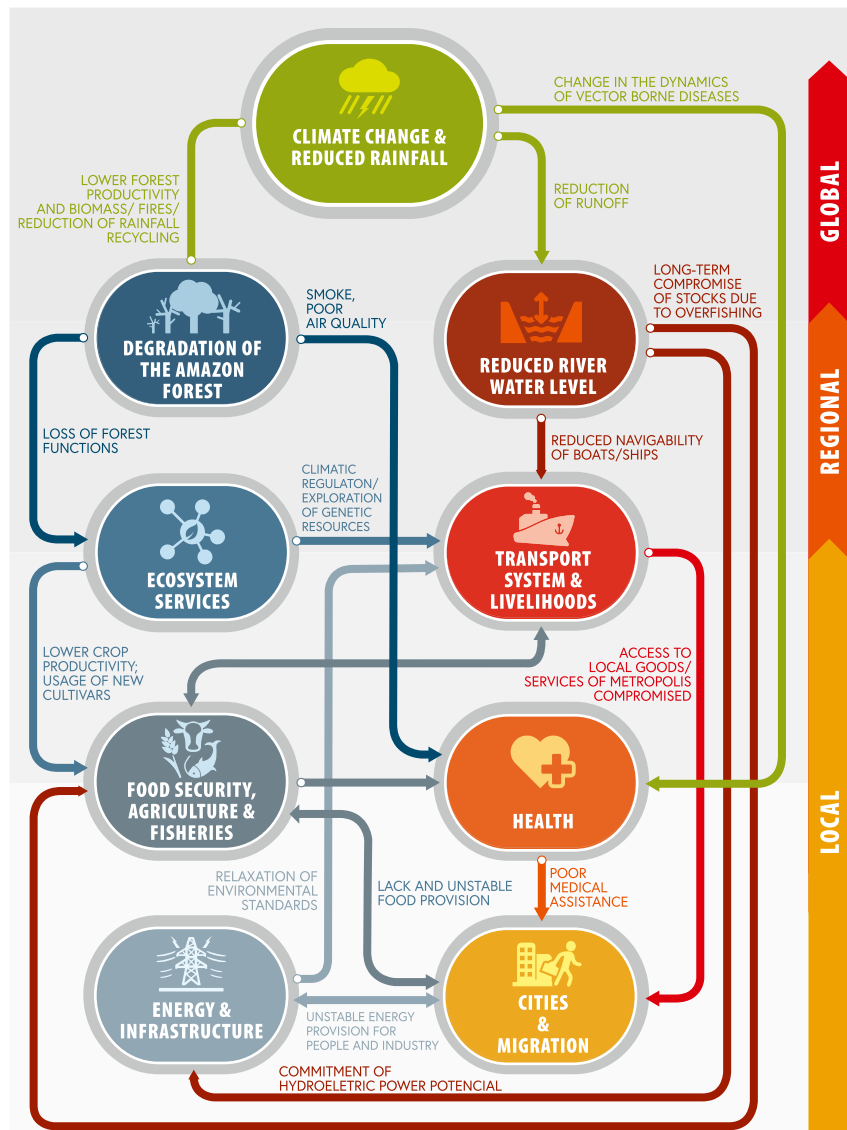 CHANGE IN THE DYNAMICS
OF VECTOR BORNE DISEASES
CLIMATE CHANGE &
REDUCED RAINFALL
LOWER FOREST
PRODUCTIVITY
AND BIOMASS/ FIRES/
REDUCTION OF RAINFALL
RECYCLING
REDUCTION
OF RUNOFF
GLOBAL
SMOKE,
POOR
AIR QUALITY
LONG-TERM
COMPROMISE
OF STOCKS DUE
TO OVERFISHING
DEGRADATION OF
THE AMAZON
FOREST
REDUCED RIVER
WATER LEVEL
REGIONAL
LOSS OF FOREST
FUNCTIONS
REDUCED NAVIGABILITY
OF BOATS/SHIPS
CLIMATIC
REGULATON/
EXPLORATION
OF GENETIC
RESOURCES
ECOSYSTEM
SERVICES
TRANSPORT
SYSTEM &
LIVELIHOODS
LOWER CROP
PRODUCTIVITY;
USAGE OF NEW
CULTIVARS
ACCESS TO
LOCAL GOODS/
SERVICES OF METROPOLIS
COMPROMISED
FOOD SECURITY,
AGRICULTURE &
FISHERIES
HEALTH
LOCAL
RELAXATION OF
ENVIRONMENTAL
STANDARDS
LACK AND UNSTABLE
FOOD PROVISION
POOR
MEDICAL
ASSISTANCE
ENERGY &
INFRASTRUCTURE
CITIES
&
MIGRATION
UNSTABLE ENERGY
PROVISION FOR
PEOPLE AND INDUSTRY
COMMITMENT OF
HYDROELETRIC POWER POTENCIAL